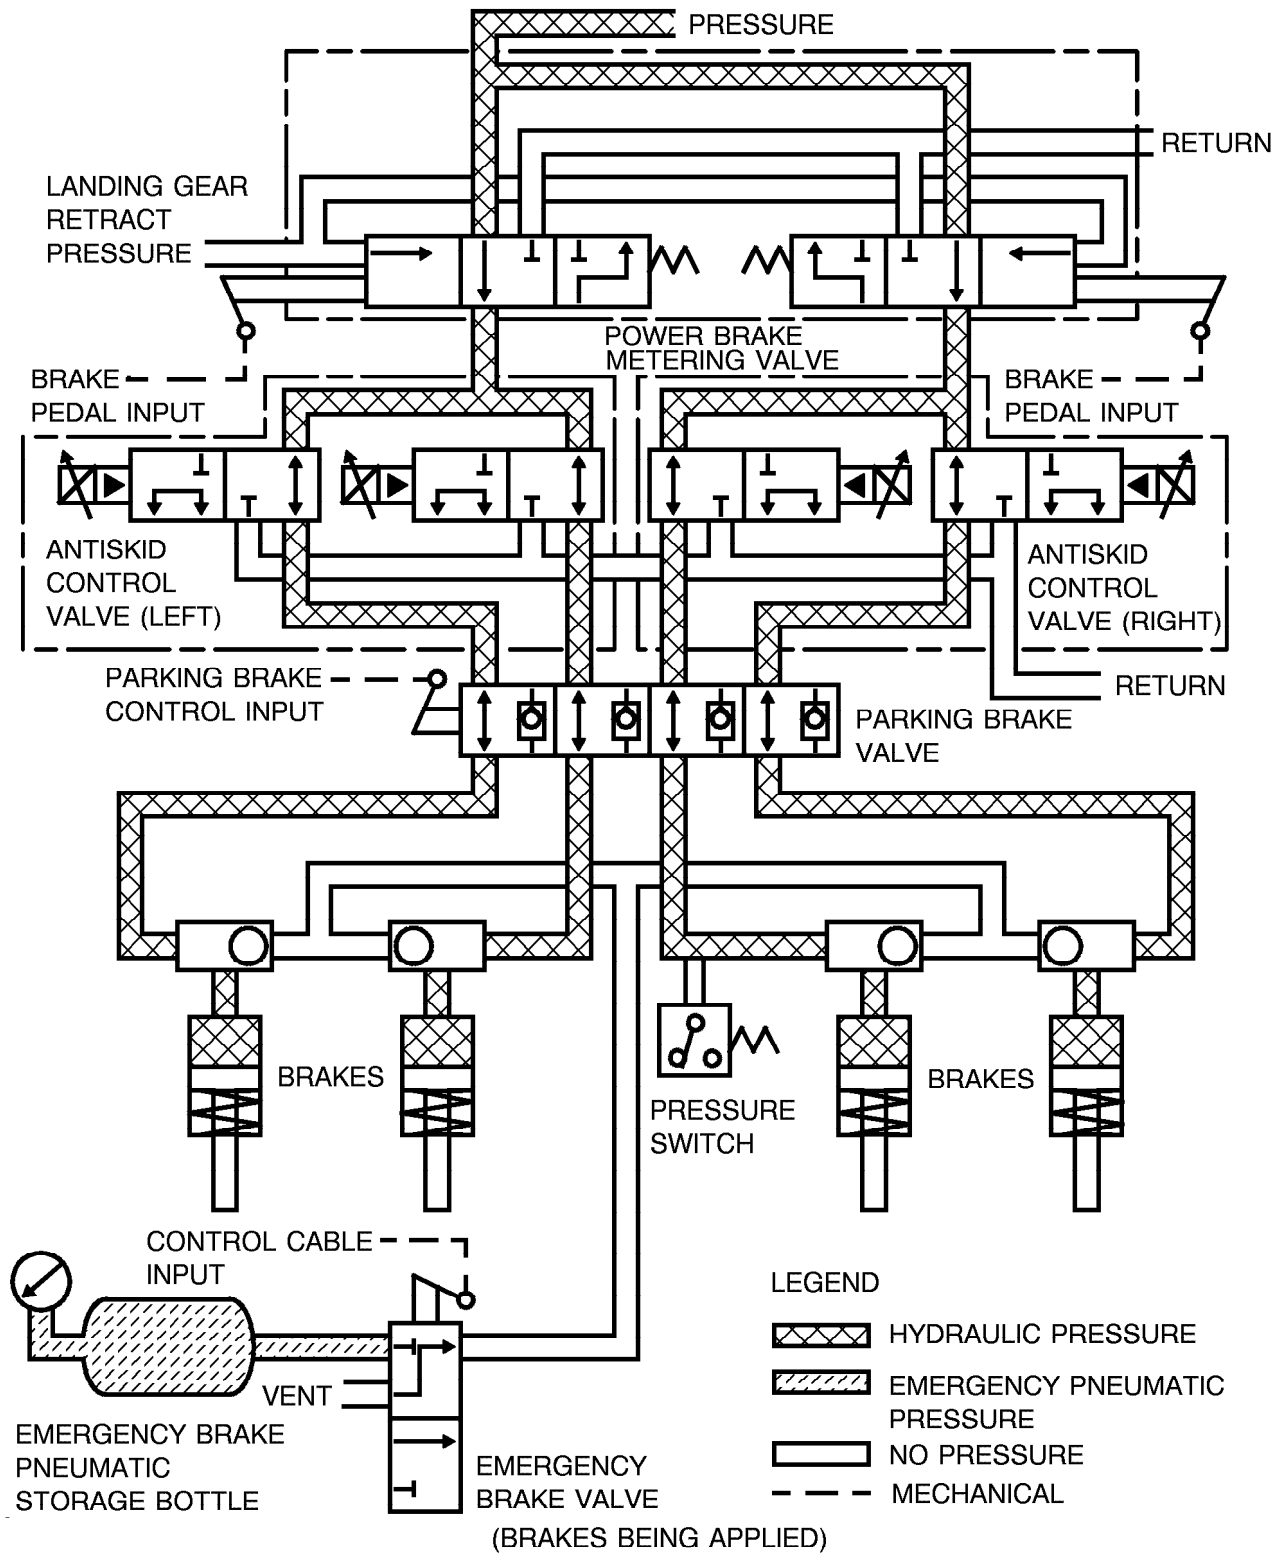 PRESSURE
RETURN
LANDING GEAR
RETRACT
PRESSURE
POWER BRAKE
METERING VALVE
BRAKE
PEDAL INPUT
BRAKE
PEDAL INPUT
ANTISKID
CONTROL
VALVE (LEFT)
ANTISKID
CONTROL
VALVE (RIGHT)
PARKING BRAKE
CONTROL INPUT
RETURN
PARKING BRAKE
VALVE
BRAKES
BRAKES
PRESSURE
SWITCH
CONTROL CABLE
INPUT
VENT
EMERGENCY BRAKE
PNEUMATIC
STORAGE BOTTLE
EMERGENCY
BRAKE VALVE
LEGEND
HYDRAULIC PRESSURE
EMERGENCY PNEUMATIC
PRESSURE
NO PRESSURE
MECHANICAL
(BRAKES BEING APPLIED)